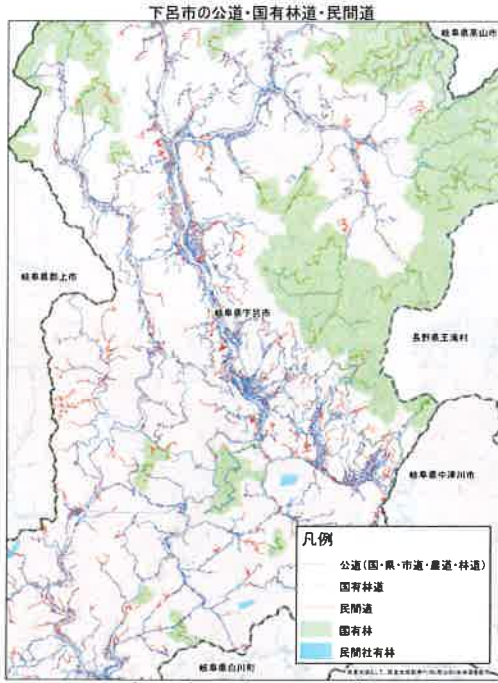 下呂市の公道・国有林道・民間道
岐阜県高山市
岐阜県郡上市
岐阜県下呂市
長野県王滝村
岐阜県中津川市
凡例
公道(国・県・市道・農道・林道)
国有林道
民間道
国有林
民間社有林
岐阜県白川町